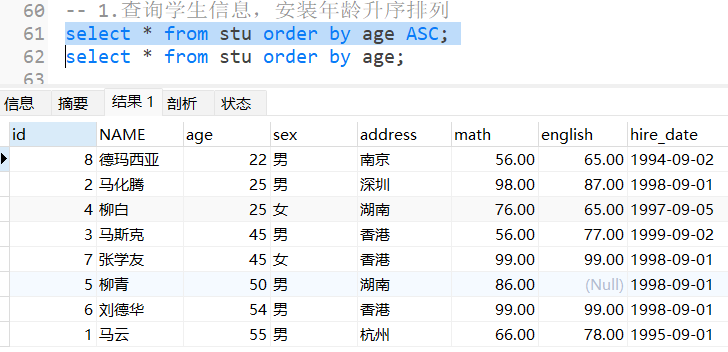 60 -- 1.查询学生信息，安装年龄升序排列
61 select * from stu order by age ASC;
62 select * from stu order by age;
63
信息 摘要 结果 1 剖析 状态
id NAME age sex address math english hire_date
8 德玛西亚 22 男 南京 56.00 65.00 1994-09-02
2 马化腾 25 男 深圳 98.00 87.00 1998-09-01
4 柳白 25 女 湖南 76.00 65.00 1997-09-05
3 马斯克 45 男 香港 56.00 77.00 1999-09-02
7 张学友 45 女 香港 99.00 99.00 1998-09-01
5 柳青 50 男 湖南 86.00 (Null) 1998-09-01
6 刘德华 54 男 香港 99.00 99.00 1998-09-01
1 马云 55 男 杭州 66.00 78.00 1995-09-01